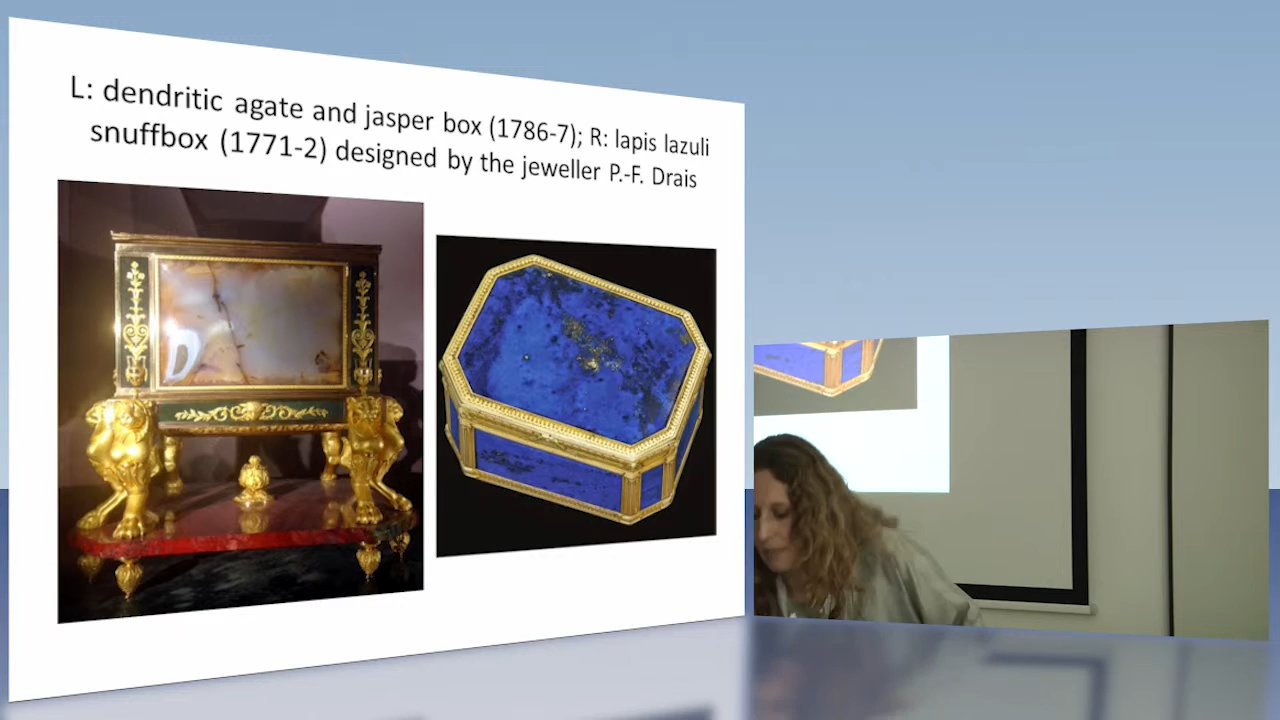 L: dendritic agate and jasper box (1786-7); R: lapis lazuli
snuffbox (1771-2) designed by the jeweller P.-F. Drais